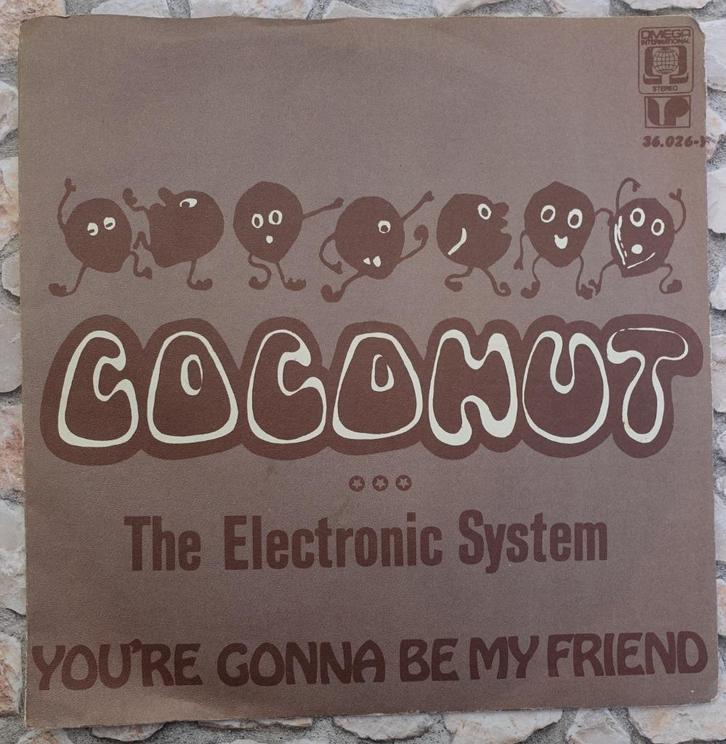 OMEGA
INTERNATIONAL
STEREO
36.026-Y
COCONUT
The Electronic System
YOU'RE GONNA BE MY FRIEND